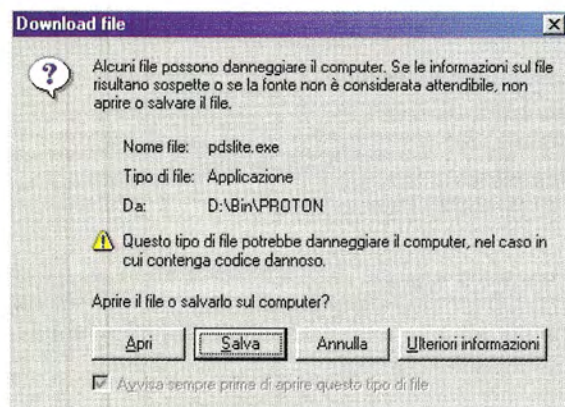 Download file
Alcuni file possono danneggiare il computer. Se le informazioni sul file
risultano sospette o se la fonte non è considerata attendibile, non
aprire o salvare il file.
Nome file: pdslite.exe
Tipo di file: Applicazione
Da: D:\Bin\PROTON
Questo tipo di file potrebbe danneggiare il computer, nel caso in
cui contenga codice dannoso.
Aprire il file o salvarlo sul computer?
Apri Salva Annulla Ulteriori informazioni
Avvisa sempre prima di aprire questo tipo di file